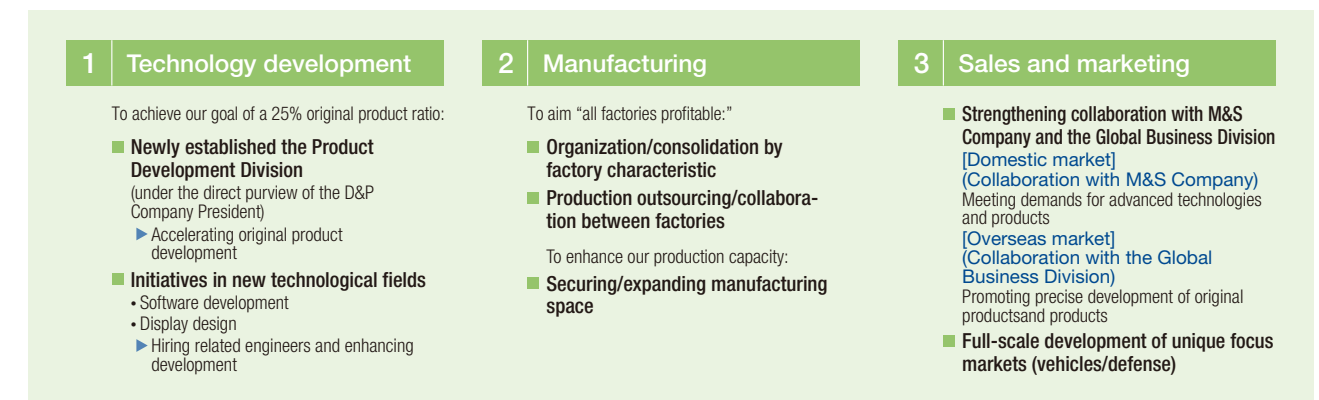 1 Technology development
To achieve our goal of a 25% original product ratio:
■ Newly established the Product
Development Division
(under the direct purview of the D&P
Company President)
▶ Accelerating original product
development
■ Initiatives in new technological fields
• Software development
• Display design
▶ Hiring related engineers and enhancing
development
2 Manufacturing
To aim “all factories profitable:”
■ Organization/consolidation by
factory characteristic
■ Production outsourcing/collabora-
tion between factories
To enhance our production capacity:
■ Securing/expanding manufacturing
space
3 Sales and marketing
■ Strengthening collaboration with M&S
Company and the Global Business Division
[Domestic market]
(Collaboration with M&S Company)
Meeting demands for advanced technologies
and products
[Overseas market]
(Collaboration with the Global
Business Division)
Promoting precise development of original
productsand products
■ Full-scale development of unique focus
markets (vehicles/defense)